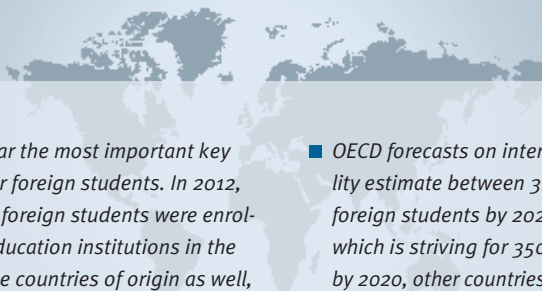 ar the most important key
r foreign students. In 2012,
foreign students were enrol-
ducation institutions in the
e countries of origin as well,
OECD forecasts on inter
lity estimate between 3
foreign students by 202
which is striving for 350
by 2020, other countries